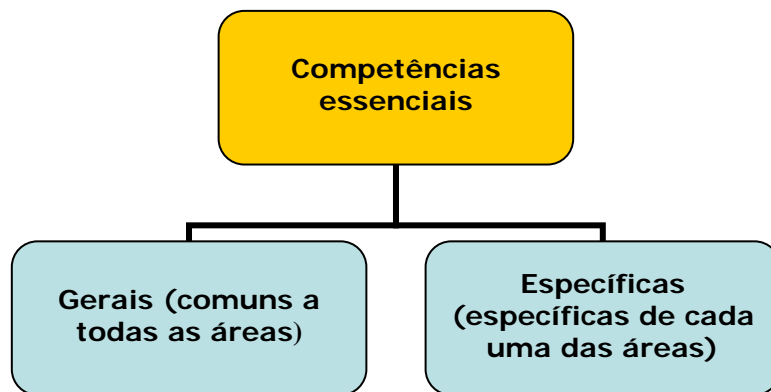 Competências
essenciais
Gerais (comuns a
todas as áreas)
Específicas
(específicas de cada
uma das áreas)